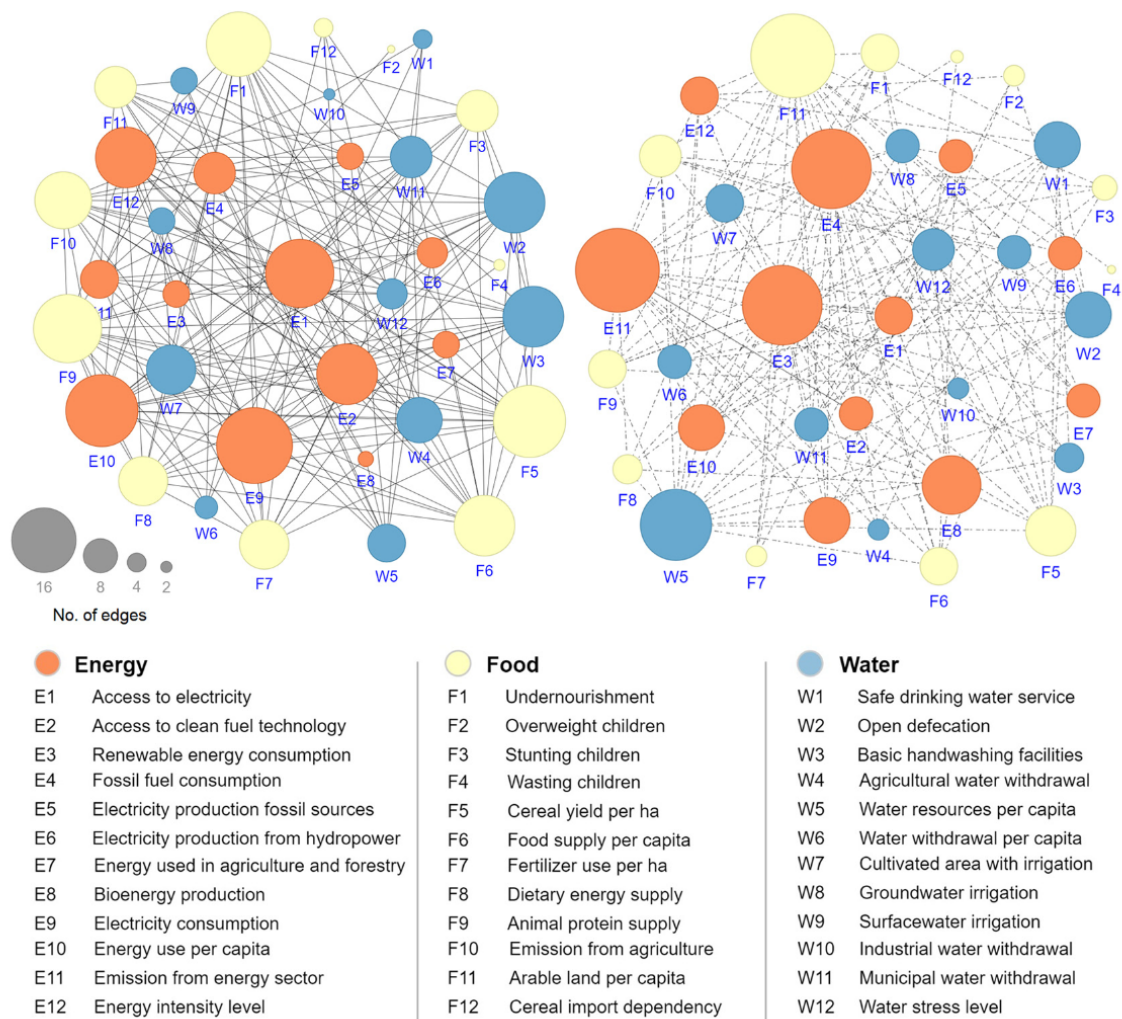 F12
F2
W1
F1
W9
W10
F11
F3
E5
W11
E12
E4
W2
F10
W8
E6
F4
11
E3
E1
W12
W3
F9
W7
E7
E2
E10
W4
F5
E9
E8
F8
W6
F7
W5
F6
16
8
4
2
No. of edges
F12
F1
F2
F11
E12
W8
E5
W1
F10
F3
W7
E4
W12
W9
E6
F4
E11
E3
E1
W2
F9
W6
W10
E7
E10
W11
E2
F8
W3
E8
W5
E9
W4
F7
F5
F6
Energy
E1 Access to electricity
E2 Access to clean fuel technology
E3 Renewable energy consumption
E4 Fossil fuel consumption
E5 Electricity production fossil sources
E6 Electricity production from hydropower
E7 Energy used in agriculture and forestry
E8 Bioenergy production
E9 Electricity consumption
E10 Energy use per capita
E11 Emission from energy sector
E12 Energy intensity level
Food
F1 Undernourishment
F2 Overweight children
F3 Stunting children
F4 Wasting children
F5 Cereal yield per ha
F6 Food supply per capita
F7 Fertilizer use per ha
F8 Dietary energy supply
F9 Animal protein supply
F10 Emission from agriculture
F11 Arable land per capita
F12 Cereal import dependency
Water
W1 Safe drinking water service
W2 Open defecation
W3 Basic handwashing facilities
W4 Agricultural water withdrawal
W5 Water resources per capita
W6 Water withdrawal per capita
W7 Cultivated area with irrigation
W8 Groundwater irrigation
W9 Surfacewater irrigation
W10 Industrial water withdrawal
W11 Municipal water withdrawal
W12 Water stress level